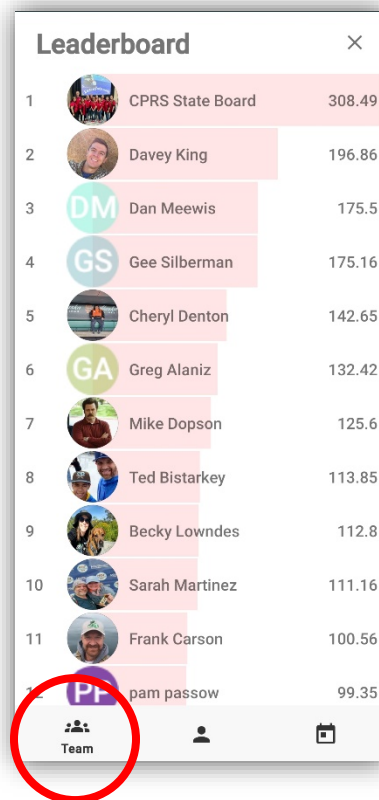 Leaderboard
1 CPRS State Board 308.49
2 Davey King 196.86
3 DM Dan Meewis 175.5
4 GS Gee Silberman 175.16
5 Cheryl Denton 142.65
6 GA Greg Alaniz 132.42
7 Mike Dopson 125.6
8 Ted Bistarkey 113.85
9 Becky Lowndes 112.8
10 Sarah Martinez 111.16
11 Frank Carson 100.56
12 PP pam passow 99.35
Team